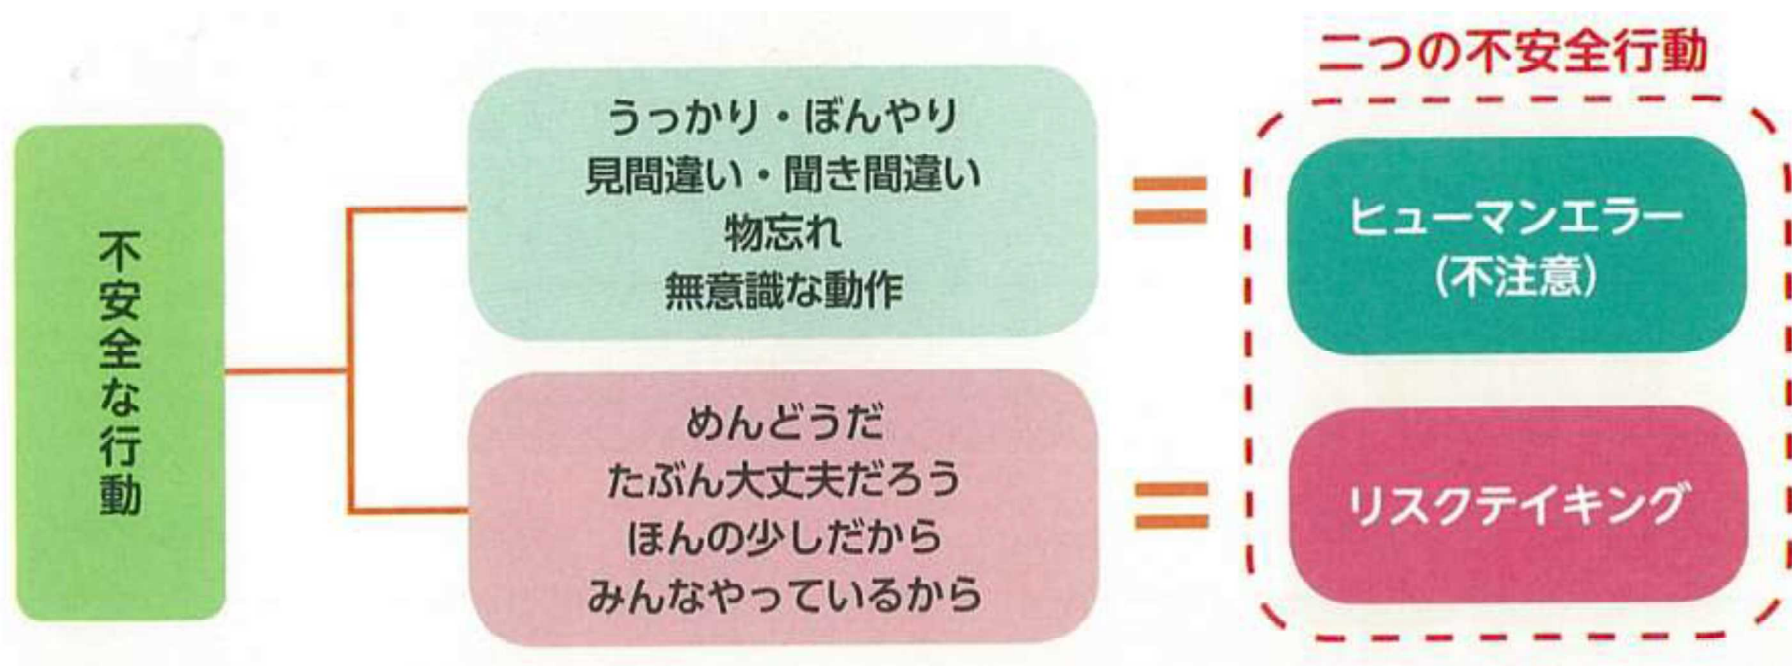 不安全な行動
うっかり・ぼんやり
見間違い・聞き間違い
物忘れ
無意識な動作
めんどうだ
たぶん大丈夫だろう
ほんの少しだから
みんなやっているから
二つの不安全行動
ヒューマンエラー
(不注意)
リスクテイキング